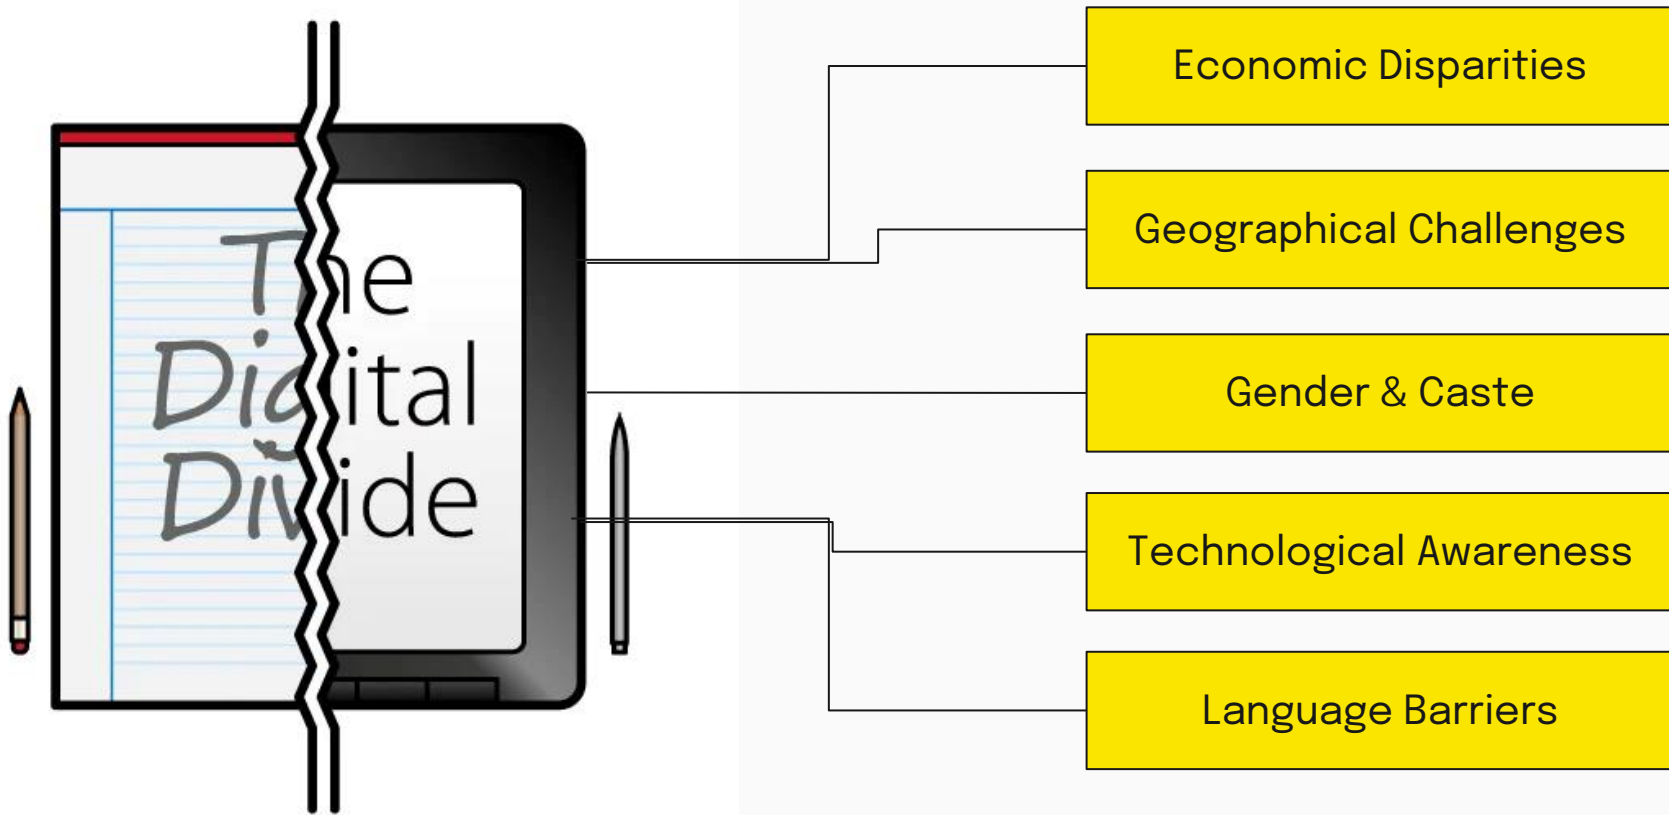 The
Digital
Divide
Economic Disparities
Geographical Challenges
Gender & Caste
Technological Awareness
Language Barriers